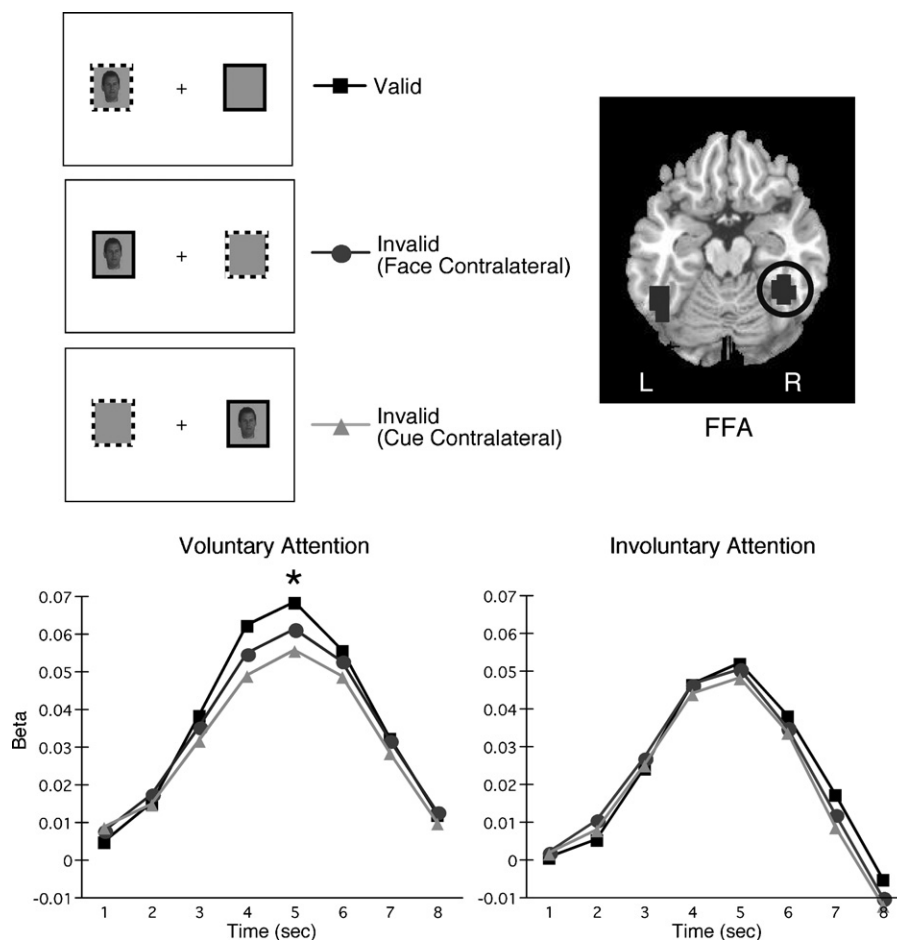 +
Valid
+
Invalid
(Face Contralateral)
+
Invalid
(Cue Contralateral)
L
R
FFA
Voluntary Attention
*
0.07
0.06
0.05
0.04
0.03
0.02
0.01
0
-0.01
Beta
1 2 3 4 5 6 7 8
Time (sec)
Involuntary Attention
0.07
0.06
0.05
0.04
0.03
0.02
0.01
0
-0.01
1 2 3 4 5 6 7 8
Time (sec)